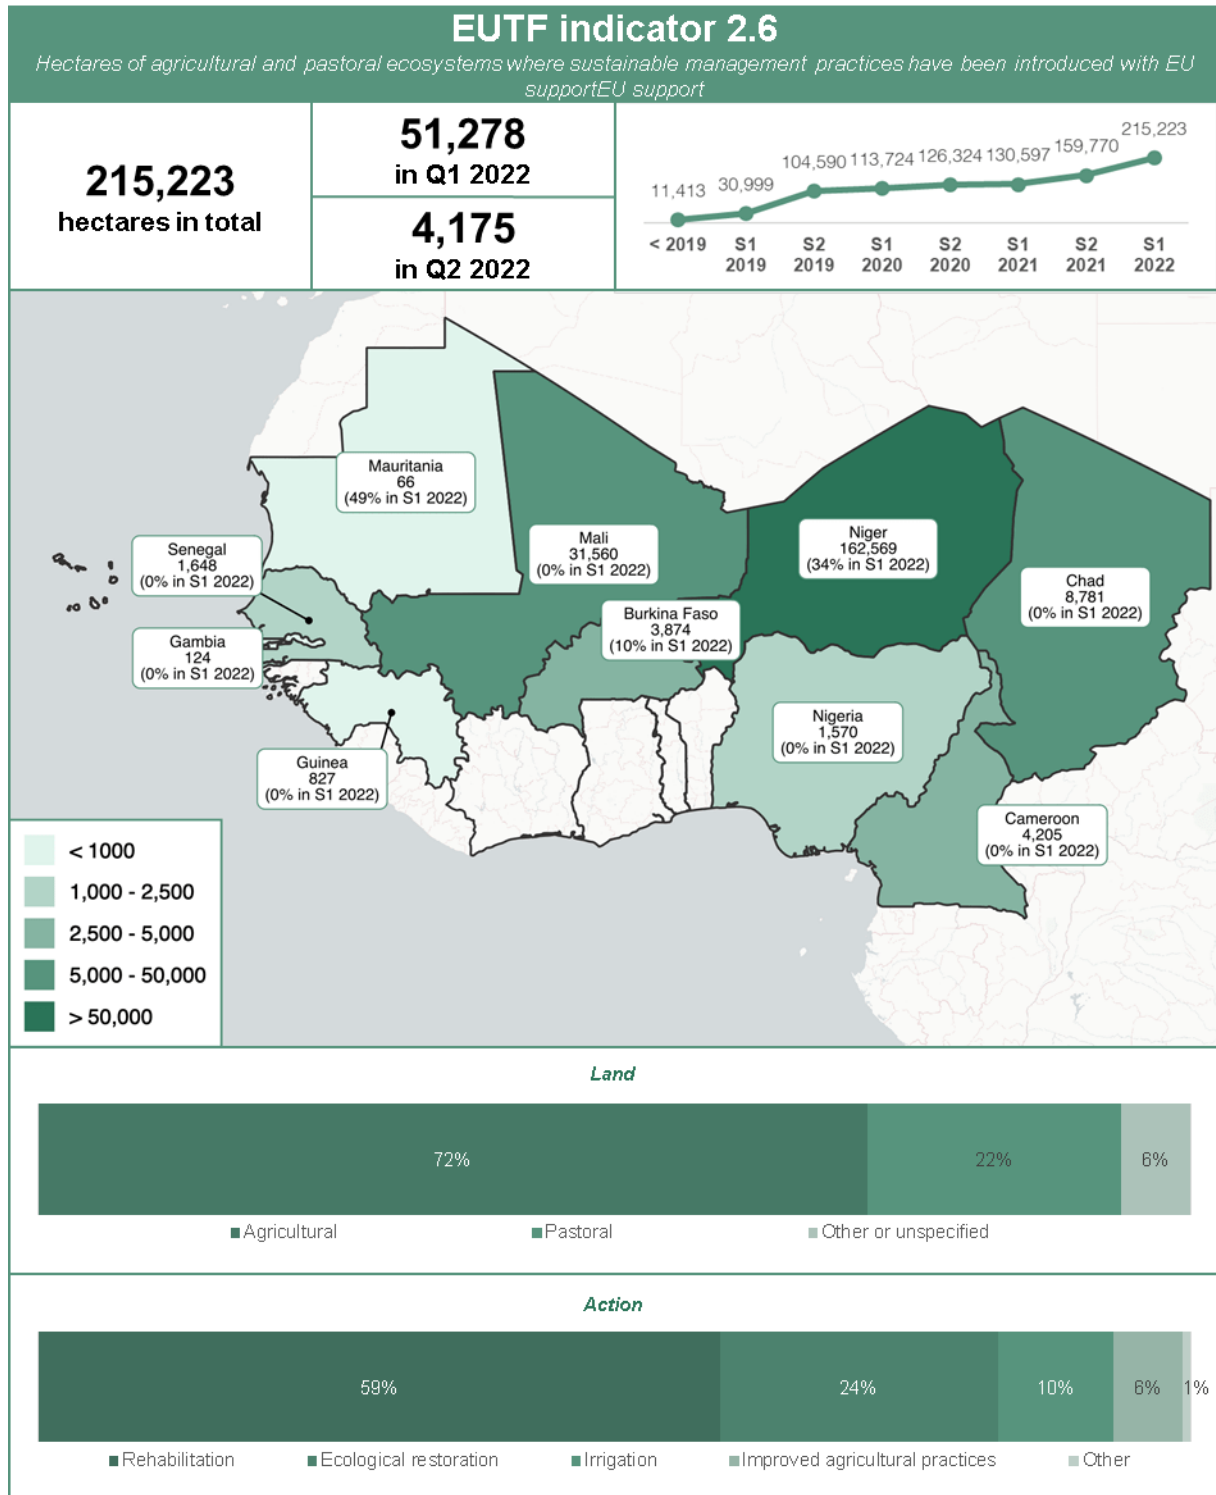 EUTF indicator 2.6
Hectares of agricultural and pastoral ecosystems where sustainable management practices have been introduced with EU
supportEU support
215,223
hectares in total
51,278
in Q1 2022
4,175
in Q2 2022
11,413
30,999
104,590
113,724
126,324
130,597
159,770
215,223
< 2019
S1
2019
S2
2019
S1
2020
S2
2020
S1
2021
S2
2021
S1
2022
Mauritania
66
(49% in S1 2022)
Senegal
1,648
(0% in S1 2022)
Mali
31,560
(0% in S1 2022)
Niger
162,569
(34% in S1 2022)
Chad
8,781
(0% in S1 2022)
Burkina Faso
3,874
(10% in S1 2022)
Gambia
124
(0% in S1 2022)
Nigeria
1,570
(0% in S1 2022)
Guinea
827
(0% in S1 2022)
Cameroon
4,205
(0% in S1 2022)
< 1000
1,000 - 2,500
2,500 - 5,000
5,000 - 50,000
> 50,000
Land
72%
22%
6%
Agricultural
Pastoral
Other or unspecified
Action
59%
24%
10%
6%
1%
Rehabilitation
Ecological restoration
Irrigation
Improved agricultural practices
Other